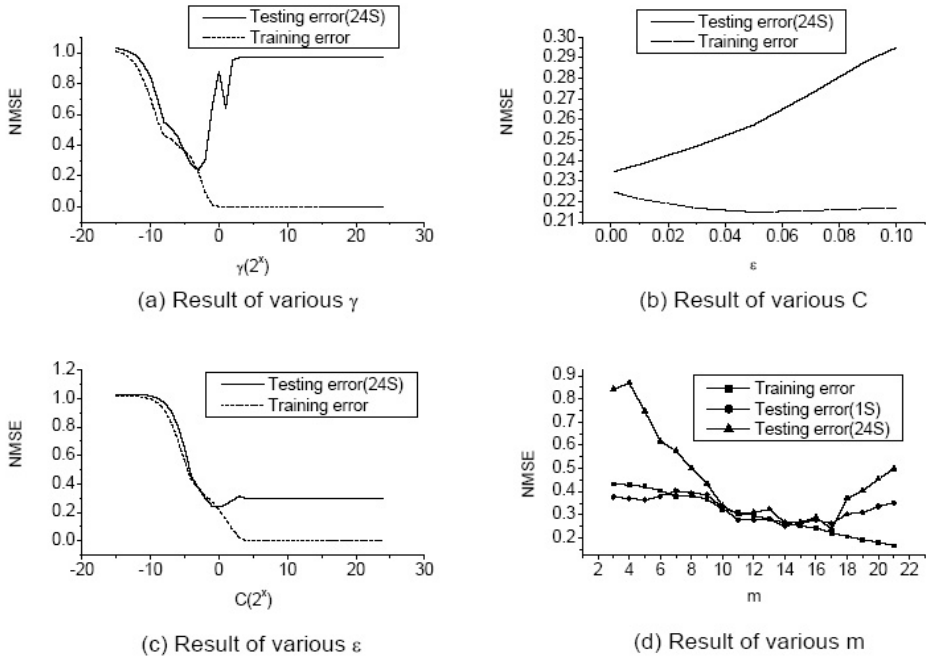 Testing error(24S)
Training error
1.0
0.8
0.6
0.4
0.2
0.0
NMSE
-20 -10 0 10 20 30
γ(2^x)
(a) Result of various γ
Testing error(24S)
Training error
0.30
0.29
0.28
0.27
0.26
0.25
0.24
0.23
0.22
0.21
NMSE
0.00 0.02 0.04 0.06 0.08 0.10
ε
(b) Result of various C
Testing error(24S)
Training error
1.2
1.0
0.8
0.6
0.4
0.2
0.0
NMSE
-20 -10 0 10 20 30
C(2^x)
(c) Result of various ε
Training error
Testing error(1S)
Testing error(24S)
0.9
0.8
0.7
0.6
0.5
0.4
0.3
0.2
NMSE
2 4 6 8 10 12 14 16 18 20 22
m
(d) Result of various m